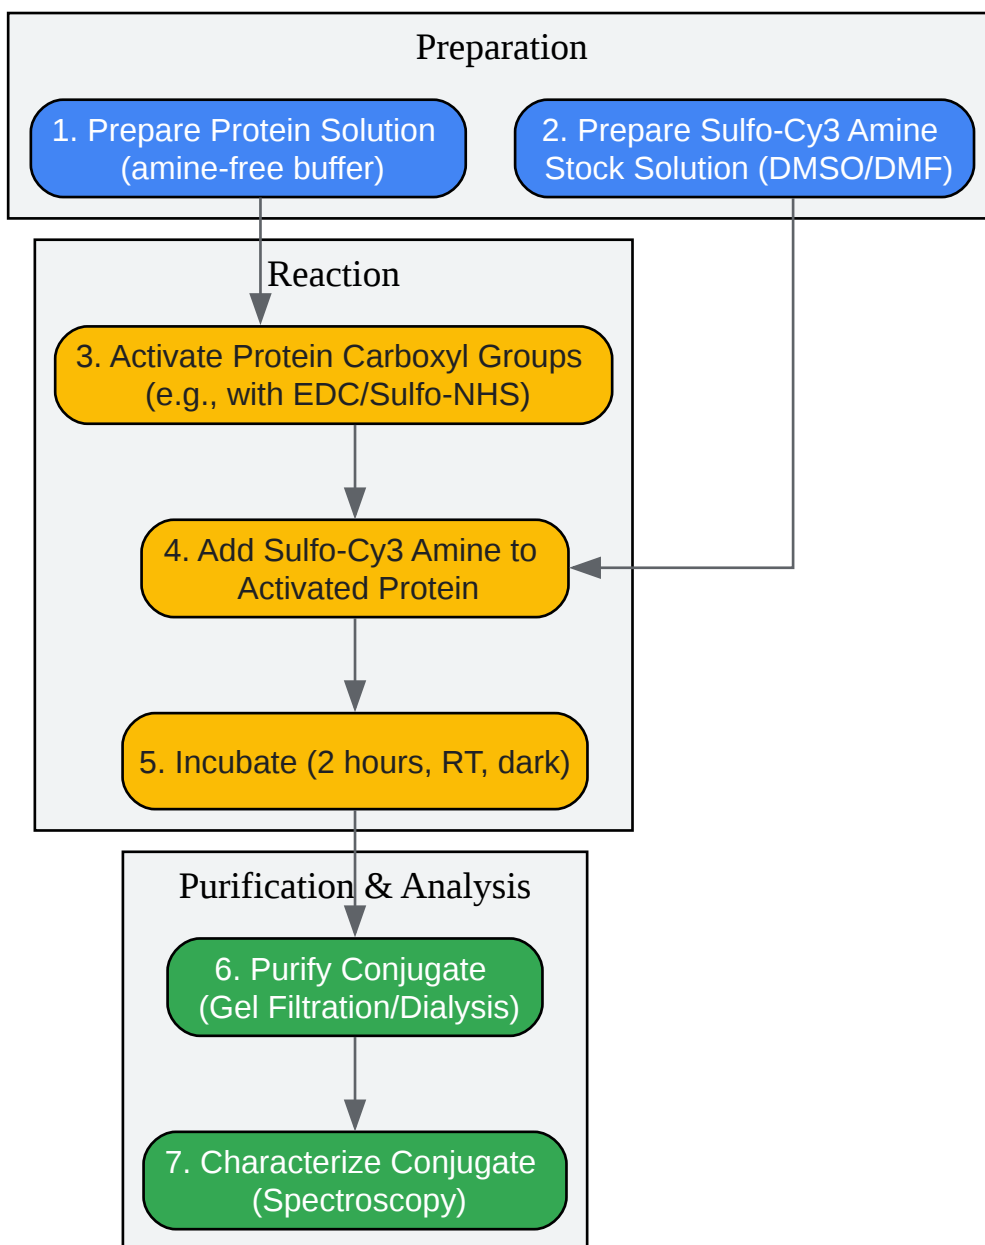 Preparation
1. Prepare Protein Solution
(amine-free buffer)
2. Prepare Sulfo-Cy3 Amine
Stock Solution (DMSO/DMF)
Reaction
3. Activate Protein Carboxyl Groups
(e.g., with EDC/Sulfo-NHS)
4. Add Sulfo-Cy3 Amine to
Activated Protein
5. Incubate (2 hours, RT, dark)
Purification & Analysis
6. Purify Conjugate
(Gel Filtration/Dialysis)
7. Characterize Conjugate
(Spectroscopy)